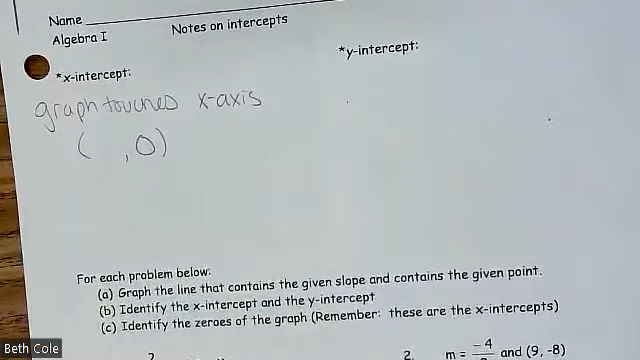 Name
Algebra I
Notes on intercepts
*x-intercept:
*y-intercept:
graph touches x-axis
( , 0)
For each problem below:
(a) Graph the line that contains the given slope and contains the given point.
(b) Identify the x-intercept and the y-intercept
(c) Identify the zeroes of the graph (Remember: these are the x-intercepts)
2. m = -4 and (9, -8)
Beth Cole